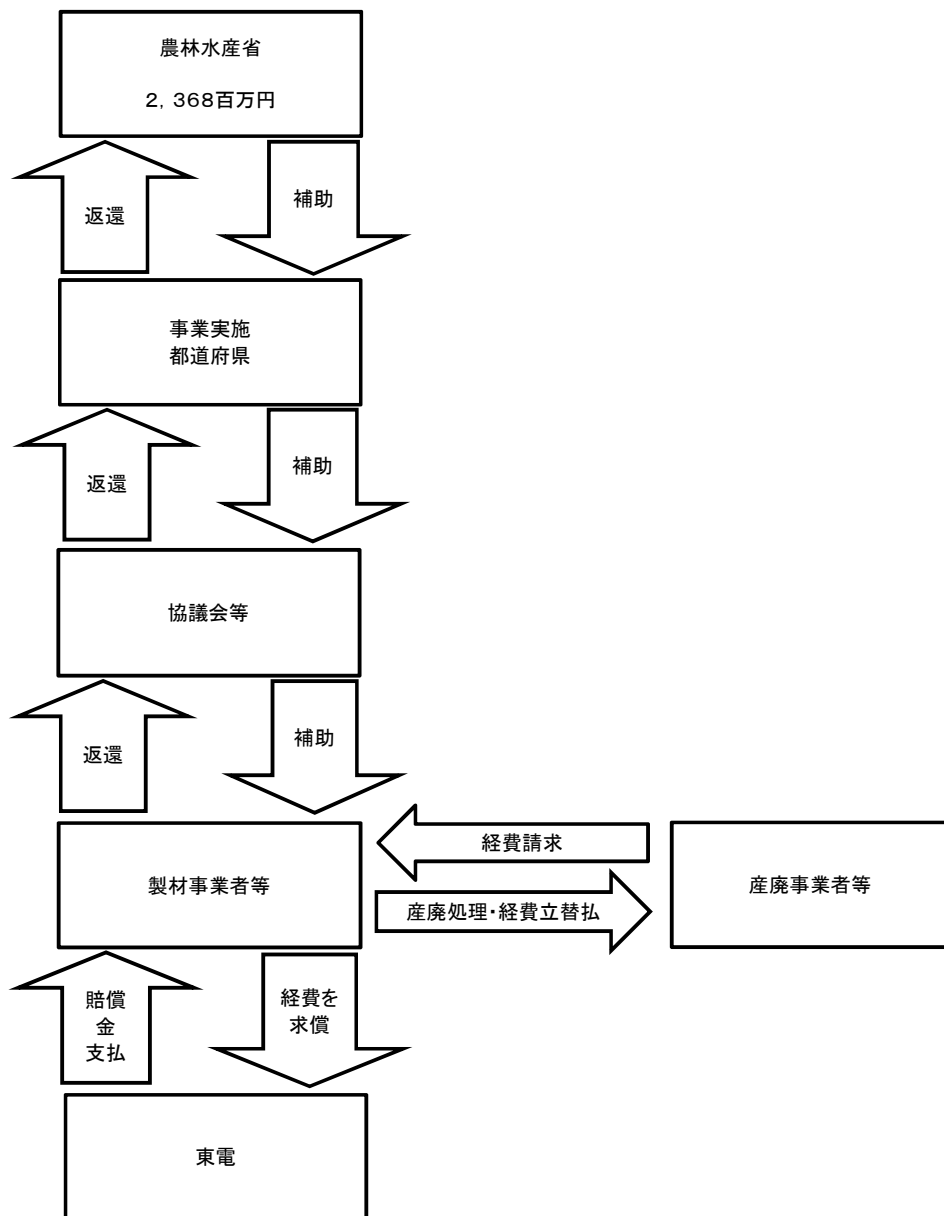 農林水産省
2,368百万円
返還
補助
事業実施
都道府県
返還
補助
協議会等
返還
補助
製材事業者等
経費請求
産廃処理・経費立替払
産廃事業者等
賠償
金
支払
経費を
求償
東電